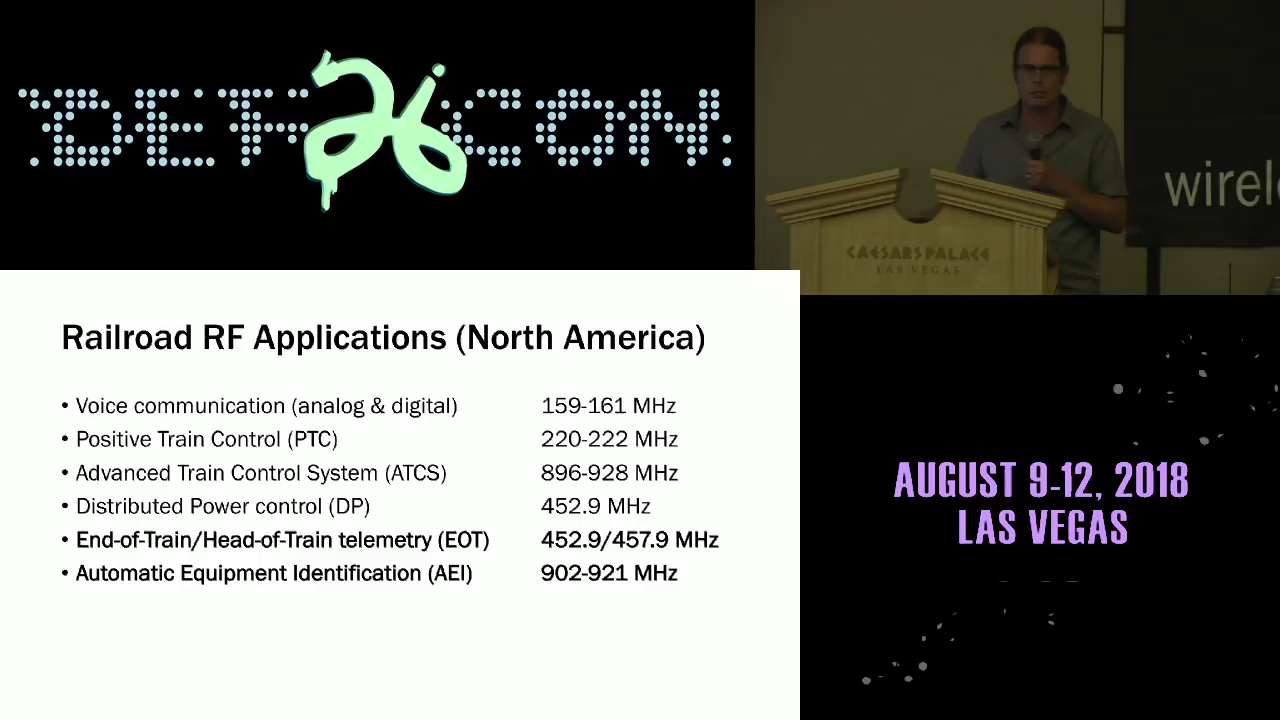 DEF CON
26
CAESARS PALACE
LAS VEGAS
wirel
Railroad RF Applications (North America)
• Voice communication (analog & digital) 159-161 MHz
• Positive Train Control (PTC) 220-222 MHz
• Advanced Train Control System (ATCS) 896-928 MHz
• Distributed Power control (DP) 452.9 MHz
• End-of-Train/Head-of-Train telemetry (EOT) 452.9/457.9 MHz
• Automatic Equipment Identification (AEI) 902-921 MHz
AUGUST 9-12, 2018
LAS VEGAS